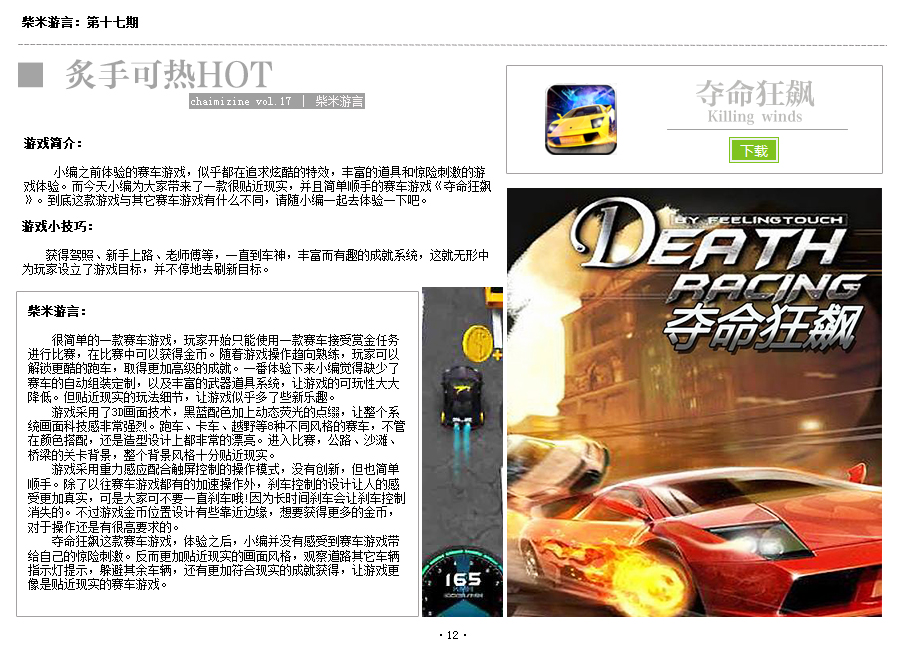 柴米游言：第十七期
炙手可热HOT
chaimizine vol.17 | 柴米游言
游戏简介：
小编之前体验的赛车游戏，似乎都在追求炫酷的特效，丰富的道具和惊险刺激的游
戏体验。而今天小编为大家带来了一款很贴近现实，并且简单顺手的赛车游戏《夺命狂飙
》。到底这款游戏与其它赛车游戏有什么不同，请随小编一起去体验一下吧。
游戏小技巧：
获得驾照、新手上路、老师傅等，一直到车神，丰富而有趣的成就系统，这就无形中
为玩家设立了游戏目标，并不停地去刷新目标。
柴米游言：
很简单的一款赛车游戏，玩家开始只能使用一款赛车接受赏金任务
进行比赛，在比赛中可以获得金币。随着游戏操作趋向熟练，玩家可以
解锁更酷的跑车，取得更加高级的成就。一番体验下来小编觉得缺少了
赛车的自动组装定制，以及丰富的武器道具系统，让游戏的可玩性大大
降低。但贴近现实的玩法细节，让游戏似乎多了些新乐趣。
游戏采用了3D画面技术，黑蓝配色加上动态荧光的点缀，让整个系
统画面科技感非常强烈。跑车、卡车、越野等8种不同风格的赛车，不管
在颜色搭配，还是造型设计上都非常的漂亮。进入比赛，公路、沙滩、
桥梁的关卡背景，整个背景风格十分贴近现实。
游戏采用重力感应配合触屏控制的操作模式，没有创新，但也简单
顺手。除了以往赛车游戏都有的加速操作外，刹车控制的设计让人的感
受更加真实，可是大家可不要一直刹车哦!因为长时间刹车会让刹车控制
消失的。不过游戏金币位置设计有些靠近边缘，想要获得更多的金币，
对于操作还是有很高要求的。
夺命狂飙这款赛车游戏，体验之后，小编并没有感受到赛车游戏带
给自己的惊险刺激。反而更加贴近现实的画面风格，观察道路其它车辆
指示灯提示，躲避其余车辆，还有更加符合现实的成就获得，让游戏更
像是贴近现实的赛车游戏。
165
夺命狂飙
Killing winds
下载
BY FEELINGTOUCH
DEATH
RACING
夺命狂飙
·12·